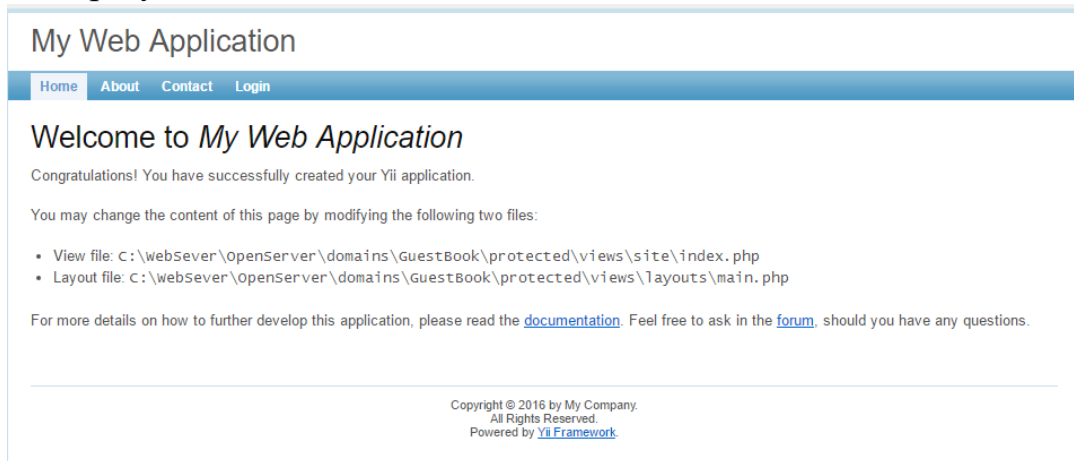 My Web Application
Home About Contact Login
Welcome to My Web Application
Congratulations! You have successfully created your Yii application.
You may change the content of this page by modifying the following two files:
• View file: C:\WebSever\OpenServer\domains\GuestBook\protected\views\site\index.php
• Layout file: C:\WebSever\OpenServer\domains\GuestBook\protected\views\layouts\main.php
For more details on how to further develop this application, please read the documentation. Feel free to ask in the forum, should you have any questions.
Copyright © 2016 by My Company.
All Rights Reserved.
Powered by Yii Framework.